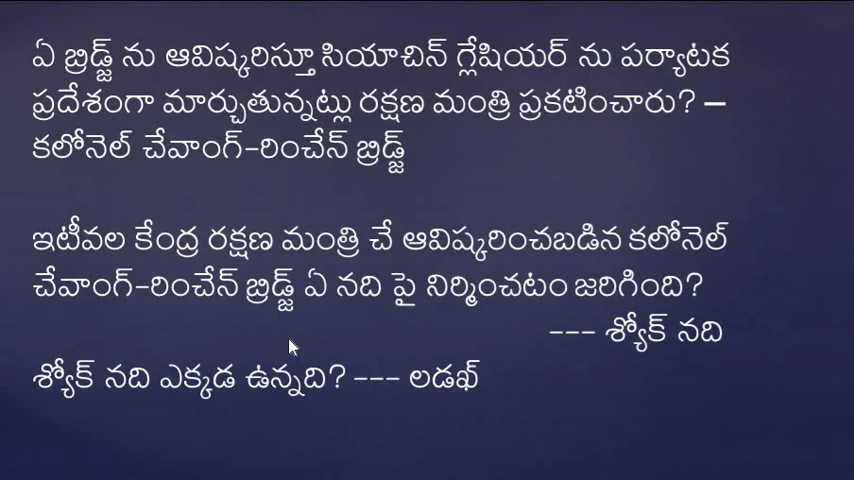 ఏ బ్రిడ్జ్ ను ఆవిష్కరిస్తూ సియాచిన్ గ్లేషియర్ ను పర్యాటక
ప్రదేశంగా మార్చుతున్నట్లు రక్షణ మంత్రి ప్రకటించారు? –
కలోనెల్ చేవాంగ్-రించేన్ బ్రిడ్జ్
ఇటీవల కేంద్ర రక్షణ మంత్రి చే ఆవిష్కరించబడిన కలోనెల్
చేవాంగ్-రించేన్ బ్రిడ్జ్ ఏ నది పై నిర్మించటం జరిగింది?
--- శ్యోక్ నది
శ్యోక్ నది ఎక్కడ ఉన్నది? --- లడఖ్